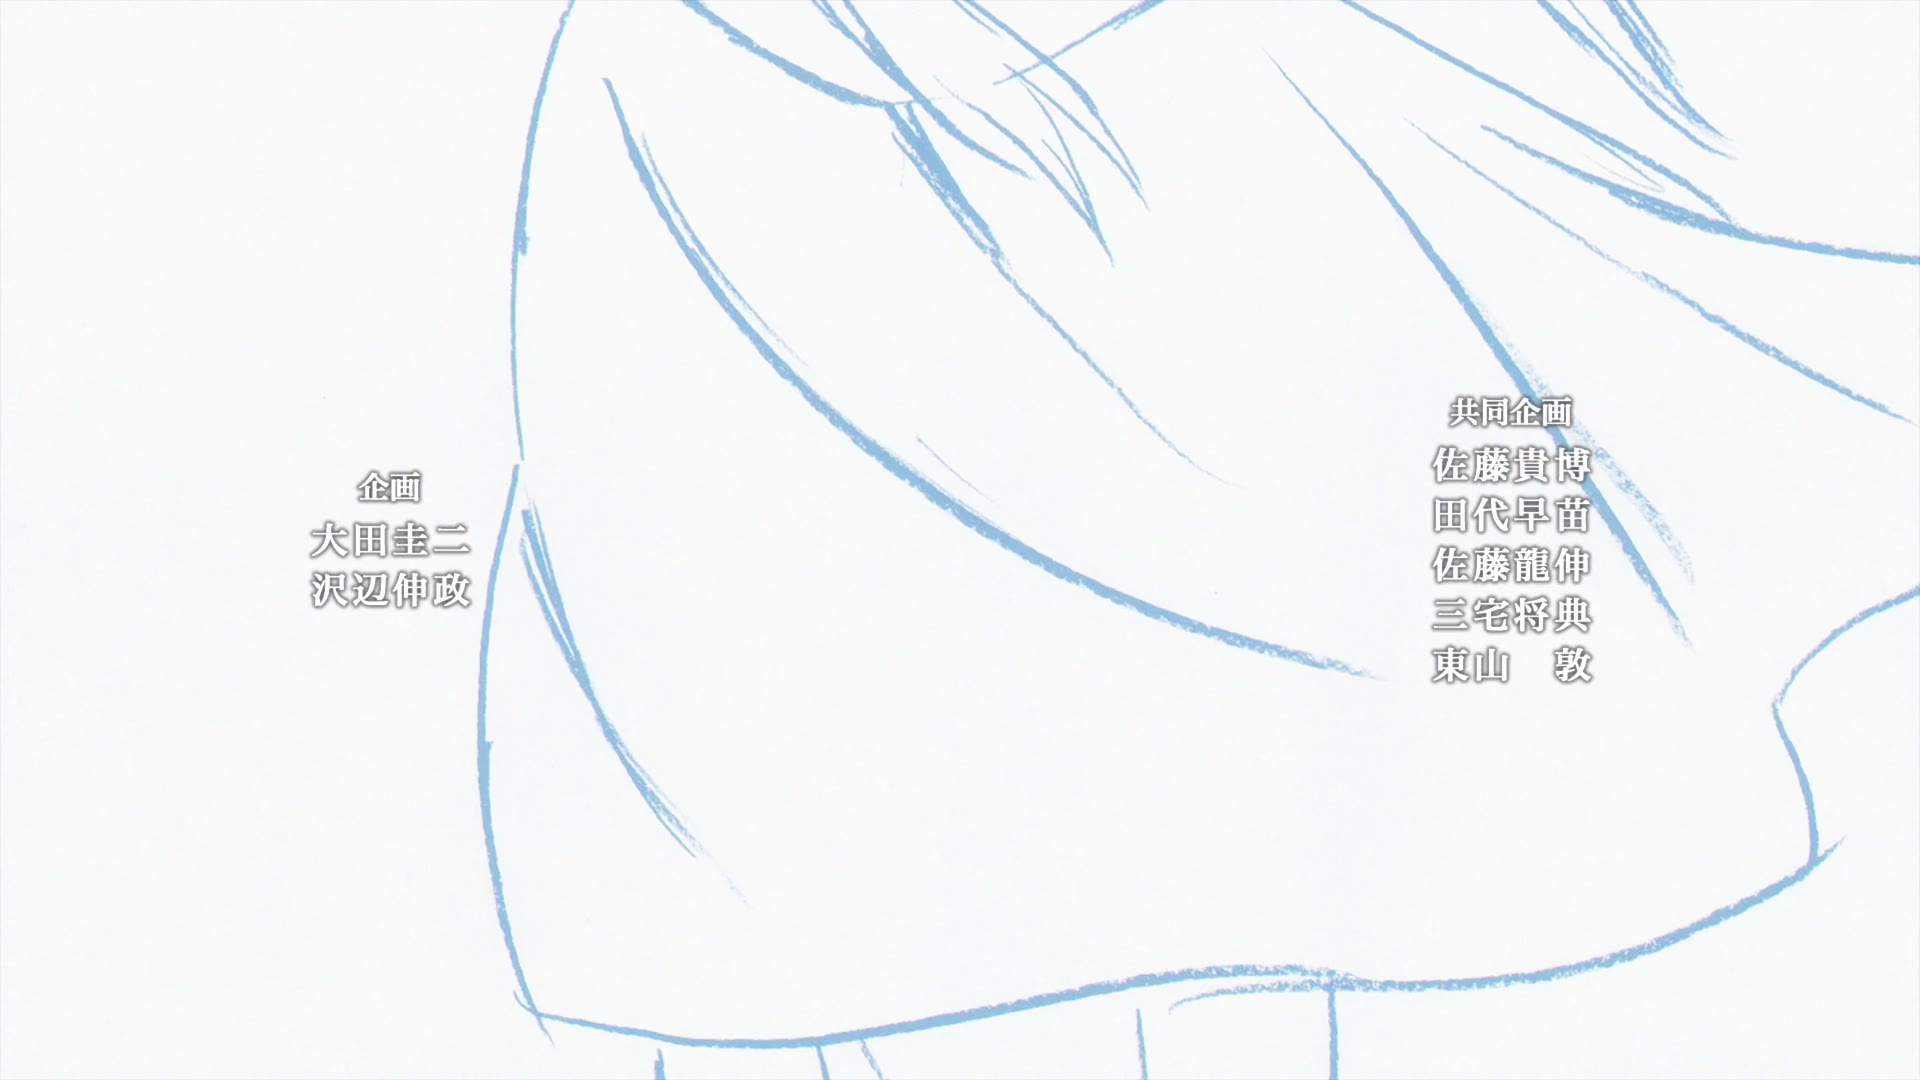 企画
大田圭二
沢辺伸政
共同企画
佐藤貴博
田代早苗
佐藤龍伸
三宅将典
東山　敦